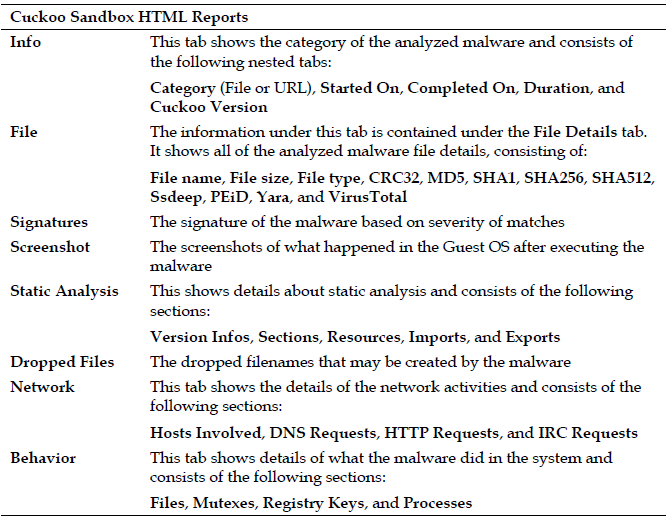 Cuckoo Sandbox HTML Reports
Info This tab shows the category of the analyzed malware and consists of
the following nested tabs:
Category (File or URL), Started On, Completed On, Duration, and
Cuckoo Version
File The information under this tab is contained under the File Details tab.
It shows all of the analyzed malware file details, consisting of:
File name, File size, File type, CRC32, MD5, SHA1, SHA256, SHA512,
Ssdeep, PEiD, Yara, and VirusTotal
Signatures The signature of the malware based on severity of matches
Screenshot The screenshots of what happened in the Guest OS after executing the
malware
Static Analysis This shows details about static analysis and consists of the following
sections:
Version Infos, Sections, Resources, Imports, and Exports
Dropped Files The dropped filenames that may be created by the malware
Network This tab shows the details of the network activities and consists of the
following sections:
Hosts Involved, DNS Requests, HTTP Requests, and IRC Requests
Behavior This tab shows details of what the malware did in the system and
consists of the following sections:
Files, Mutexes, Registry Keys, and Processes